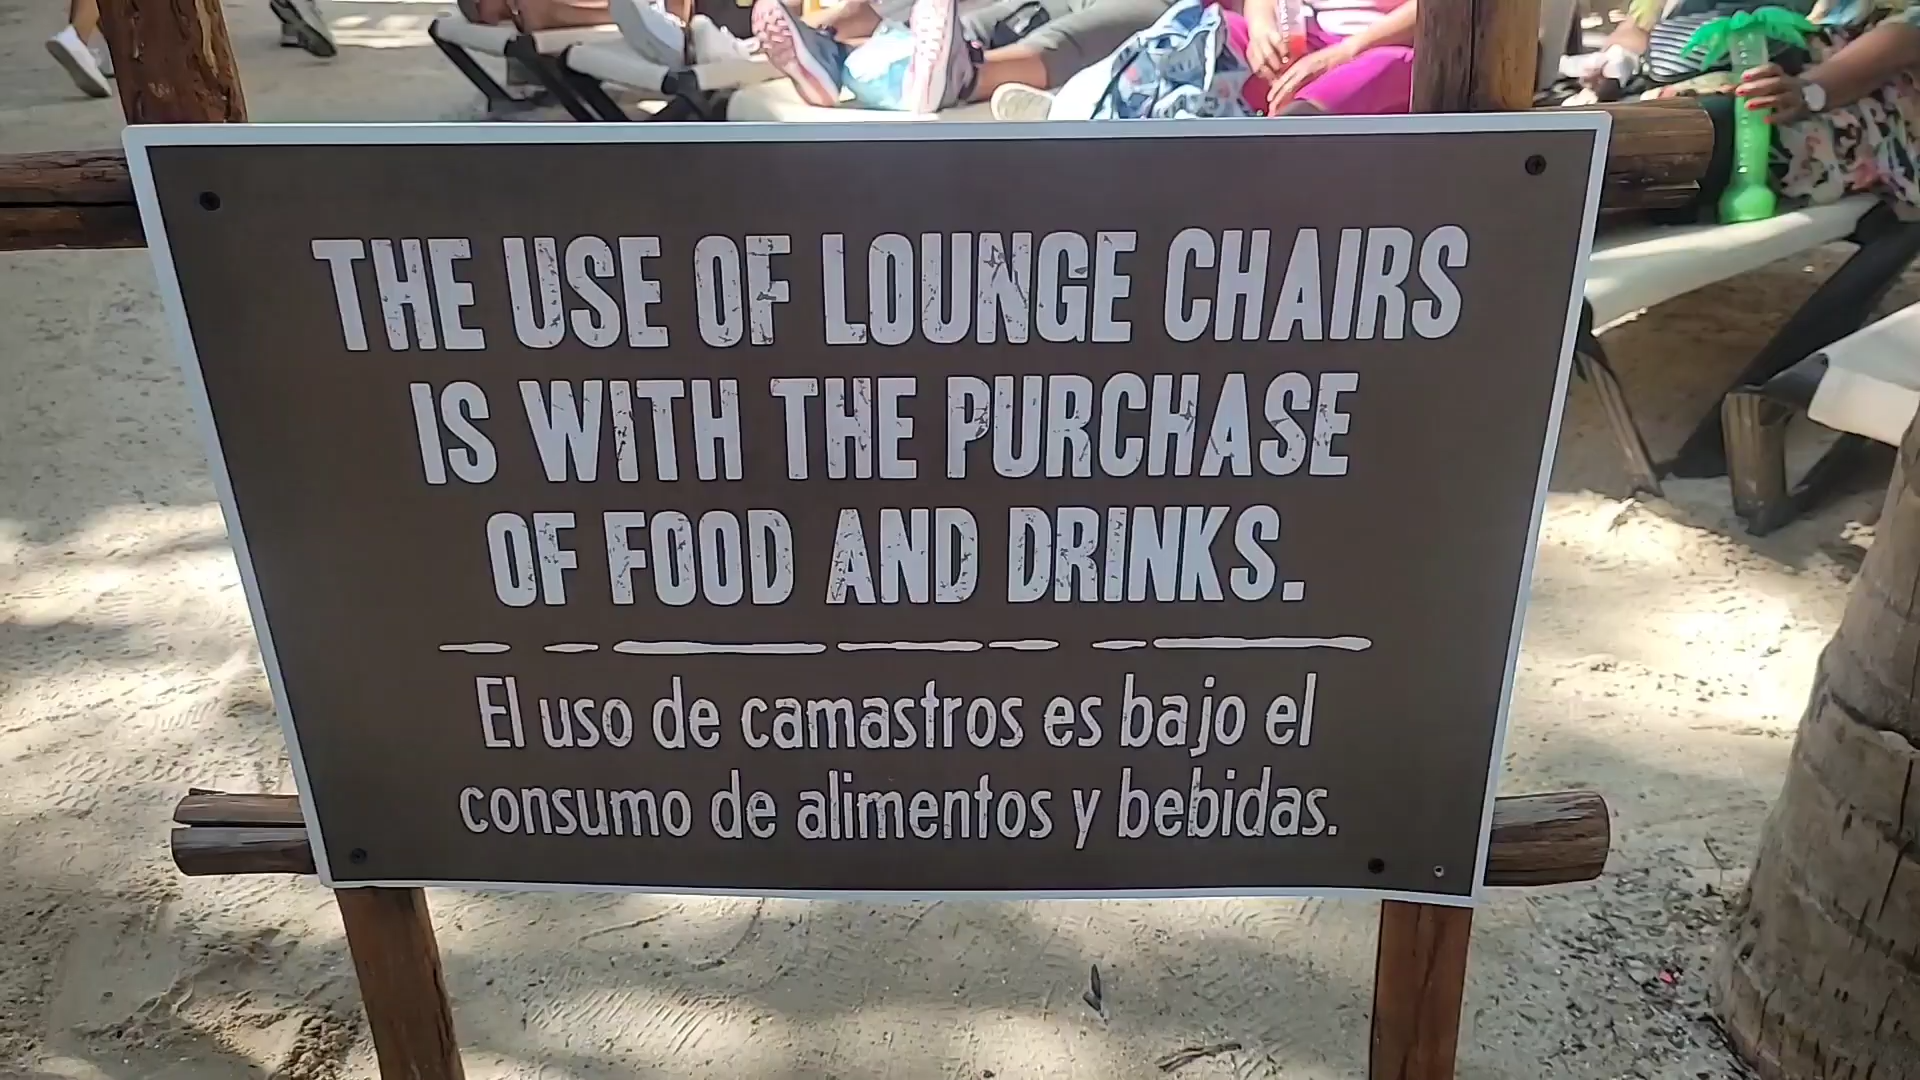 THE USE OF LOUNGE CHAIRS
IS WITH THE PURCHASE
OF FOOD AND DRINKS.
El uso de camastros es bajo el
consumo de alimentos y bebidas.